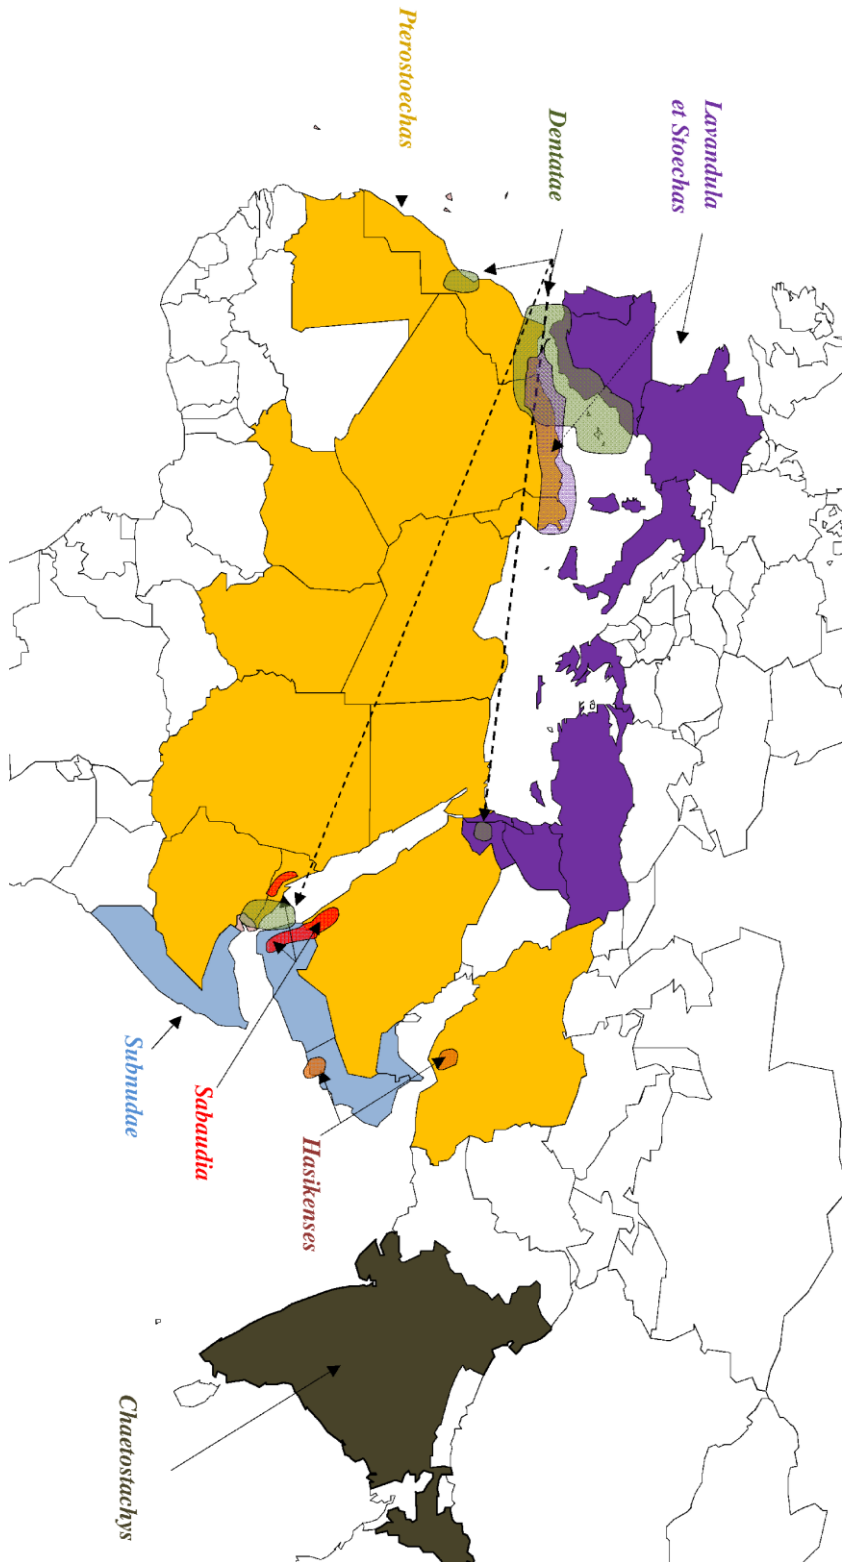 Lavandula
et Stoechas
Dentatae
Pterostoechas
Hasikenses
Sabaudia
Subnudae
Chaetostachys